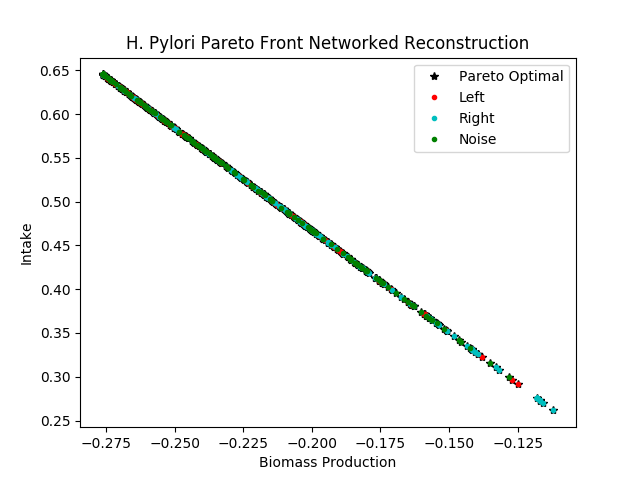 H. Pylori Pareto Front Networked Reconstruction
Pareto Optimal
Left
Right
Noise
0.65
0.60
0.55
0.50
0.45
0.40
0.35
0.30
0.25
Intake
−0.275
−0.250
−0.225
−0.200
−0.175
−0.150
−0.125
Biomass Production